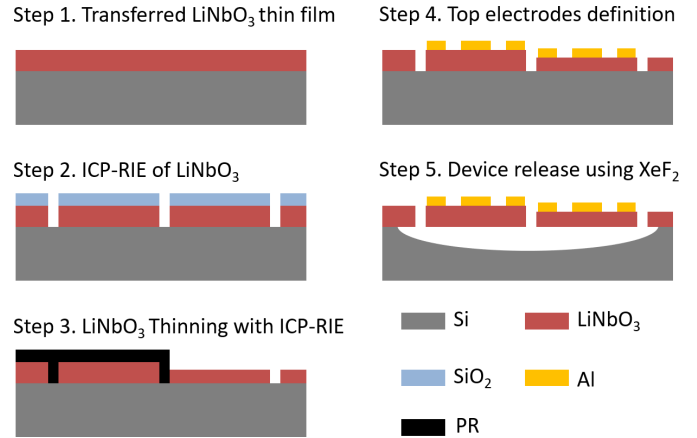 Step 1. Transferred LiNbO₃ thin film
Step 2. ICP-RIE of LiNbO₃
Step 3. LiNbO₃ Thinning with ICP-RIE
Step 4. Top electrodes definition
Step 5. Device release using XeF₂
Si
LiNbO₃
SiO₂
Al
PR